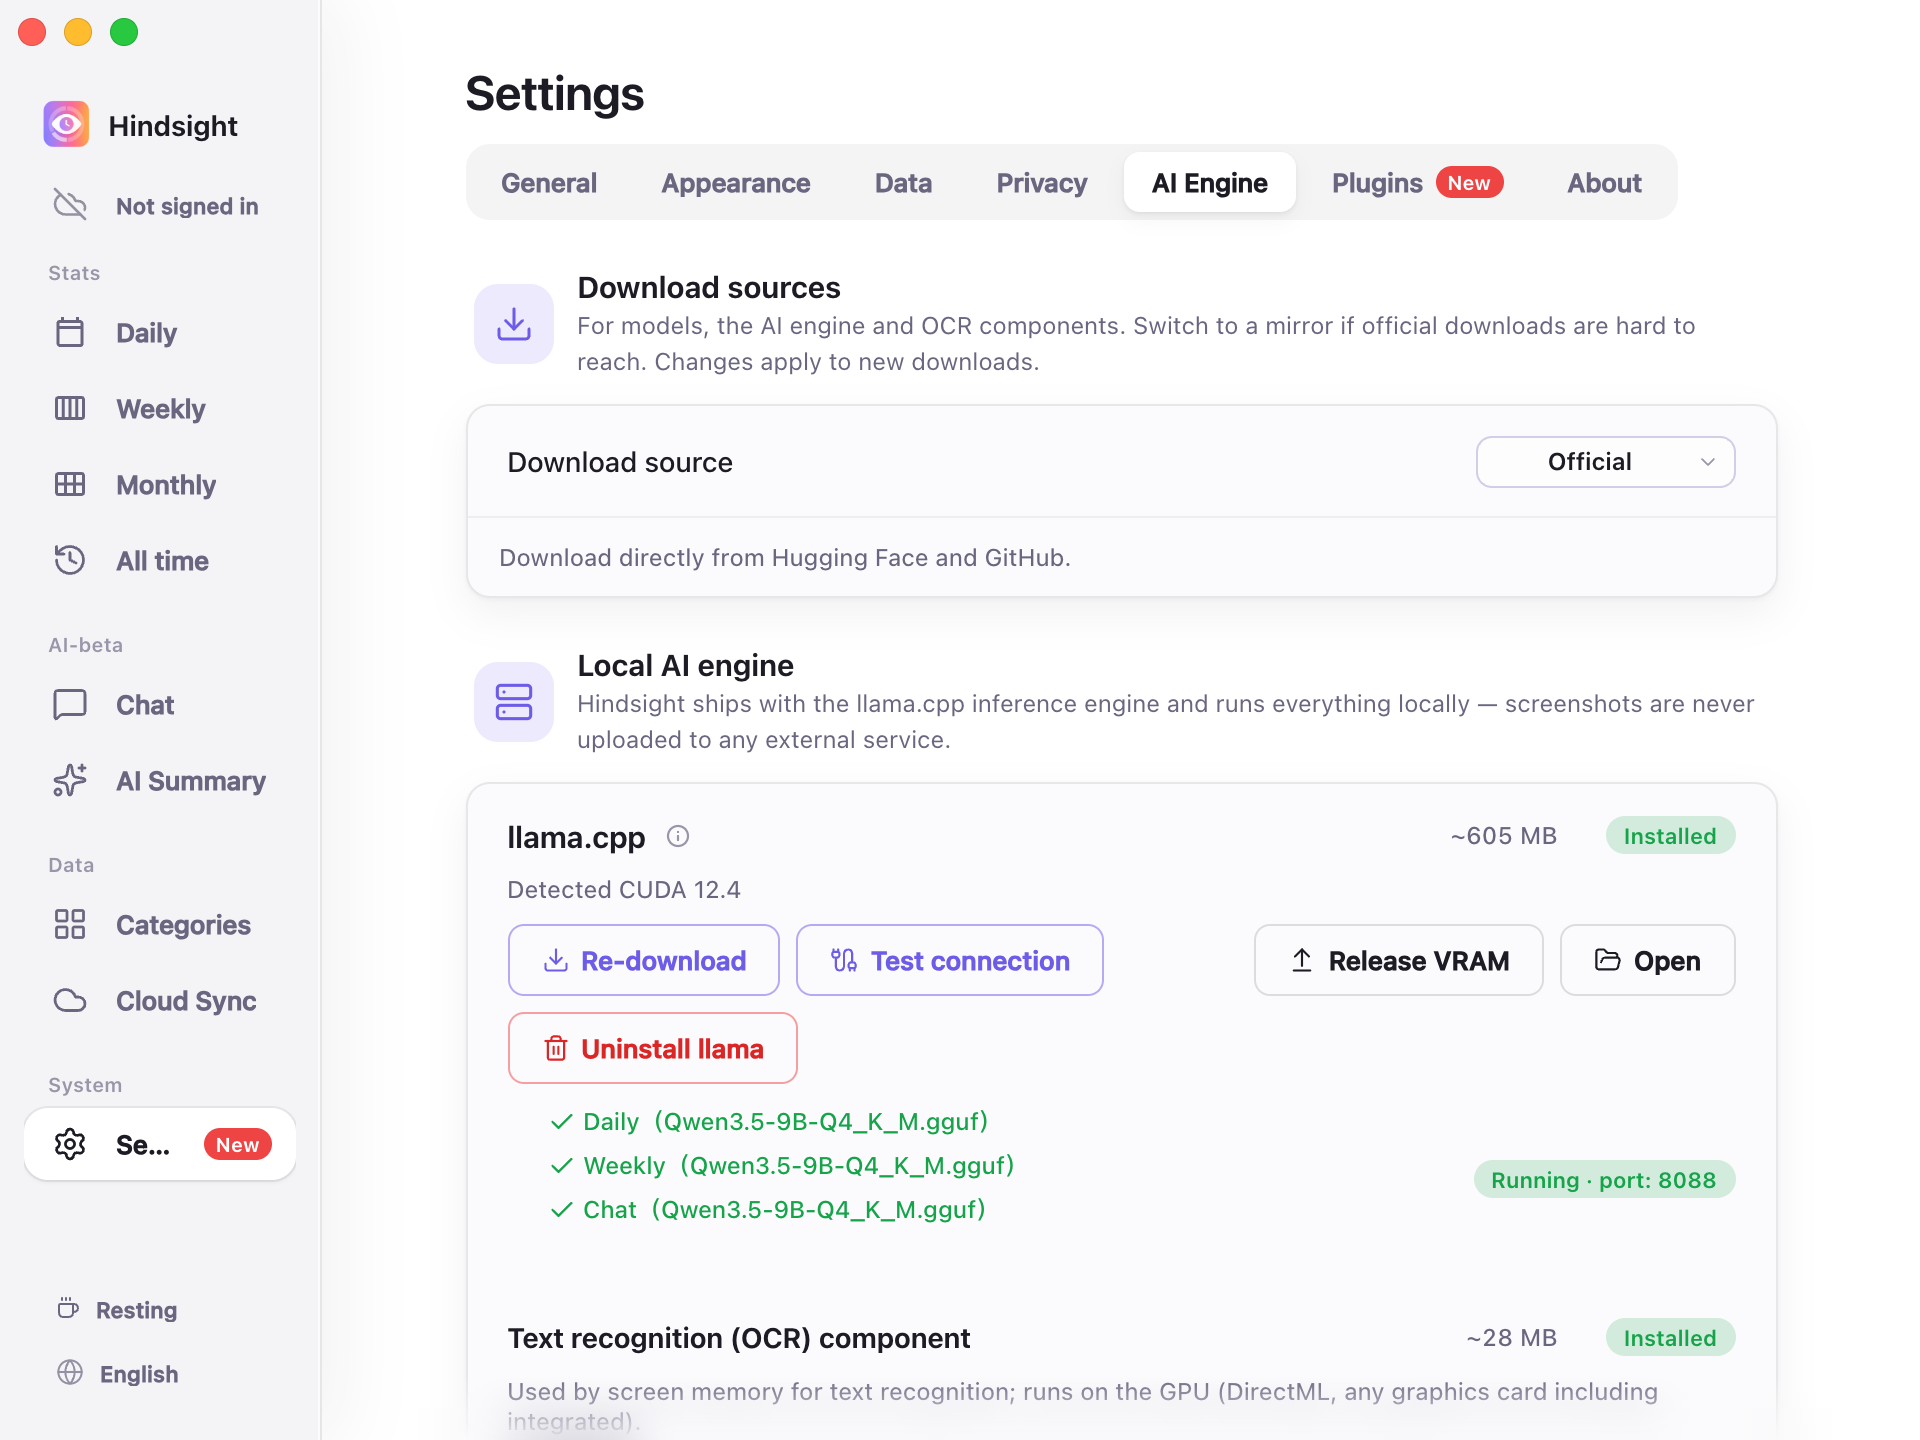 Hindsight
Not signed in
Stats
Daily
Weekly
Monthly
All time
AI-beta
Chat
AI Summary
Data
Categories
Cloud Sync
System
Se... New
Resting
English
Settings
General Appearance Data Privacy AI Engine Plugins New About
Download sources
For models, the AI engine and OCR components. Switch to a mirror if official downloads are hard to
reach. Changes apply to new downloads.
Download source Official
Download directly from Hugging Face and GitHub.
Local AI engine
Hindsight ships with the llama.cpp inference engine and runs everything locally — screenshots are never
uploaded to any external service.
llama.cpp ~605 MB Installed
Detected CUDA 12.4
Re-download Test connection Release VRAM Open
Uninstall llama
Daily (Qwen3.5-9B-Q4_K_M.gguf)
Weekly (Qwen3.5-9B-Q4_K_M.gguf)
Running · port: 8088
Chat (Qwen3.5-9B-Q4_K_M.gguf)
Text recognition (OCR) component ~28 MB Installed
Used by screen memory for text recognition; runs on the GPU (DirectML, any graphics card including
integrated).